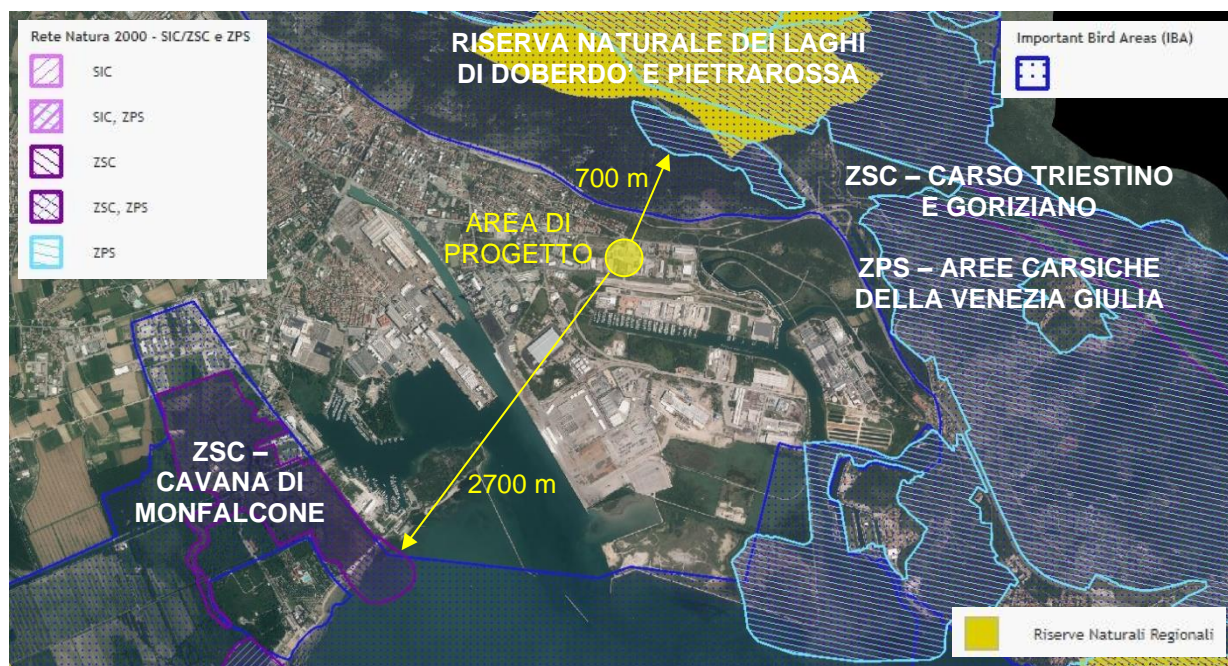 Rete Natura 2000 - SIC/ZSC e ZPS
SIC
SIC, ZPS
ZSC
ZSC, ZPS
ZPS
RISERVA NATURALE DEI LAGHI
DI DOBERDO' E PIETRAROSSA
Important Bird Areas (IBA)
700 m
AREA DI
PROGETTO
ZSC – CARSO TRIESTINO
E GORIZIANO
ZPS – AREE CARSICHE
DELLA VENEZIA GIULIA
ZSC –
CAVANA DI
MONFALCONE
2700 m
Riserve Naturali Regionali